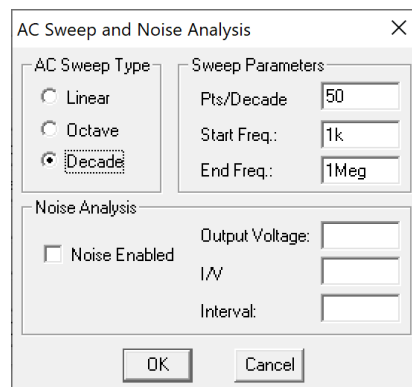 AC Sweep and Noise Analysis
AC Sweep Type
Linear
Octave
Decade
Sweep Parameters
Pts/Decade 50
Start Freq.: 1k
End Freq.: 1Meg
Noise Analysis
Noise Enabled
Output Voltage:
I/V
Interval:
OK Cancel